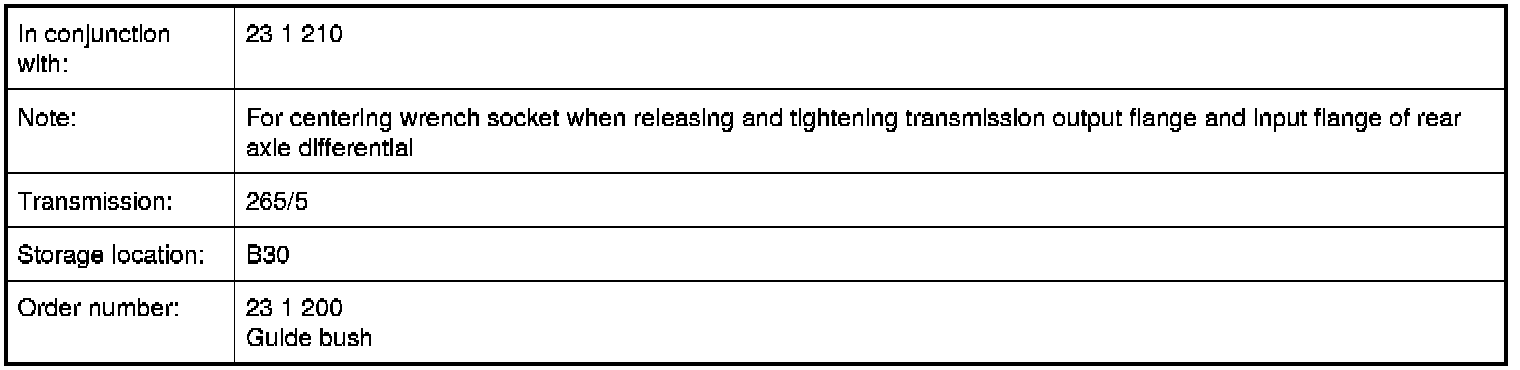 In conjunction
with:
23 1 210
Note:
For centering wrench socket when releasing and tightening transmission output flange and input flange of rear
axle differential
Transmission:
265/5
Storage location:
B30
Order number:
23 1 200
Guide bush